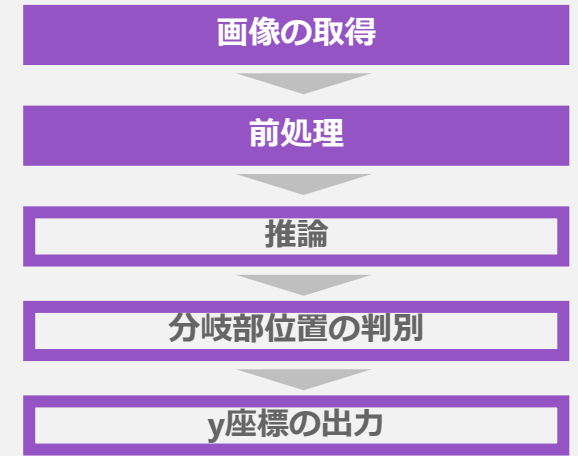 画像の取得
前処理
推論
分岐部位置の判別
y座標の出力